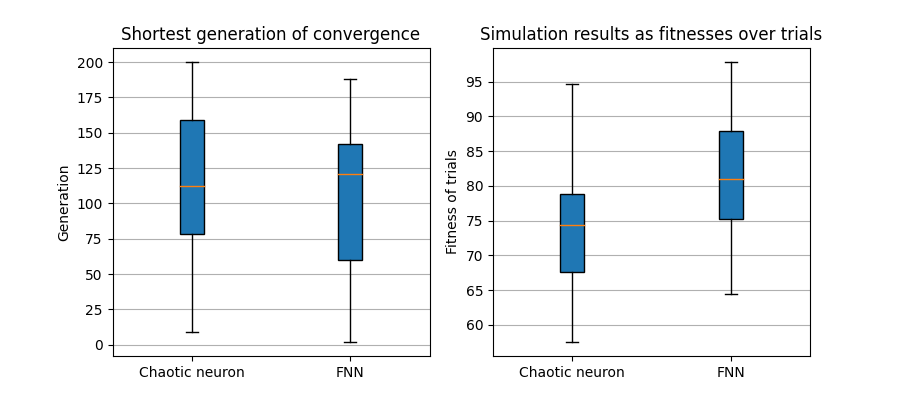 Shortest generation of convergence
Generation
200
175
150
125
100
75
50
25
0
Chaotic neuron
FNN
Simulation results as fitnesses over trials
Fitness of trials
95
90
85
80
75
70
65
60
Chaotic neuron
FNN